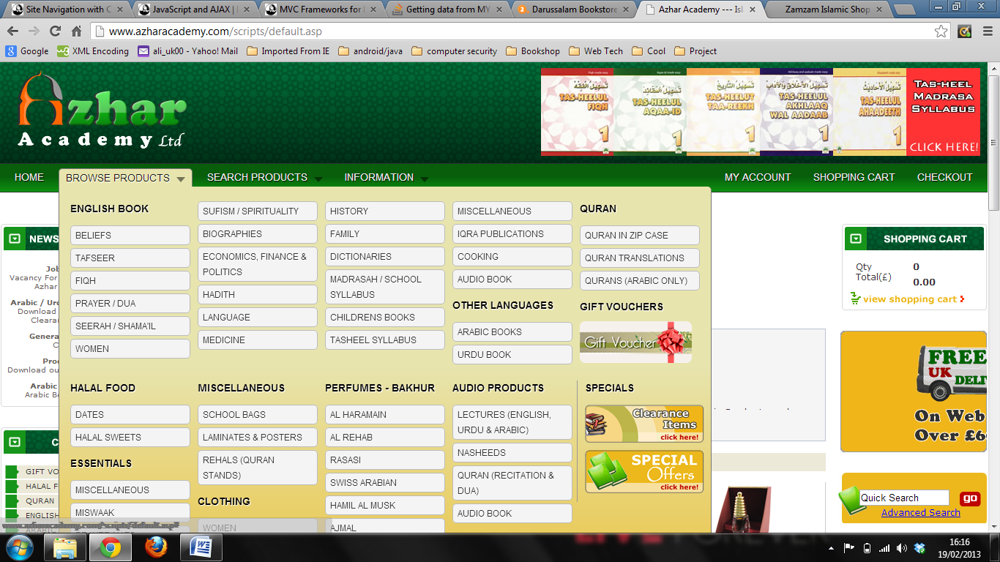 Site Navigation with C
JavaScript and AJAX |
MVC Frameworks for
Getting data from MY
Darussalam Bookstore
Azhar Academy --- Isl
Zamzam Islamic Shop
www.azharacademy.com/scripts/default.asp
Google
XML Encoding
ali_uk00 - Yahoo! Mail
Imported From IE
android/java
computer security
Bookshop
Web Tech
Cool
Project
Azhar
Academy Ltd
تسهيل الفقه
TAS-HEELUL
FIQH
1
تسهيل العقائد
TAS-HEELUL
AQAA-ID
1
تسهيل التاريخ
TAS-HEELUT
TAA-REEKH
1
تسهيل الأخلاق والآداب
TAS-HEELUL
AKHLAAQ
WAL AADAAB
1
تسهيل الأحاديث
TAS-HEELUL
AHAADEETH
1
TAS-HEEL
MADRASA
SYLLABUS
CLICK HERE!
HOME
BROWSE PRODUCTS
SEARCH PRODUCTS
INFORMATION
MY ACCOUNT
SHOPPING CART
CHECKOUT
NEWS
Job
Vacancy For
Azhar
Arabic / Urd
Download
Clearan
Genera
C
Prod
Download ou
Arabic
Arabic Bo
C
GIFT VO
HALAL F
QURAN
ENGLISH
ARABIC
ENGLISH BOOK
BELIEFS
TAFSEER
FIQH
PRAYER / DUA
SEERAH / SHAMA'IL
WOMEN
SUFISM / SPIRITUALITY
BIOGRAPHIES
ECONOMICS, FINANCE &
POLITICS
HADITH
LANGUAGE
MEDICINE
HISTORY
FAMILY
DICTIONARIES
MADRASAH / SCHOOL
SYLLABUS
CHILDRENS BOOKS
TASHEEL SYLLABUS
MISCELLANEOUS
IQRA PUBLICATIONS
COOKING
AUDIO BOOK
OTHER LANGUAGES
ARABIC BOOKS
URDU BOOK
QURAN
QURAN IN ZIP CASE
QURAN TRANSLATIONS
QURANS (ARABIC ONLY)
GIFT VOUCHERS
Gift Voucher
HALAL FOOD
DATES
HALAL SWEETS
ESSENTIALS
MISCELLANEOUS
MISWAAK
MISCELLANEOUS
SCHOOL BAGS
LAMINATES & POSTERS
REHALS (QURAN
STANDS)
CLOTHING
WOMEN
PERFUMES - BAKHUR
AL HARAMAIN
AL REHAB
RASASI
SWISS ARABIAN
HAMIL AL MUSK
AJMAL
AUDIO PRODUCTS
LECTURES (ENGLISH,
URDU & ARABIC)
NASHEEDS
QURAN (RECITATION &
DUA)
AUDIO BOOK
SPECIALS
Clearance
Items
click here!
SPECIAL
Offers
click here!
SHOPPING CART
Qty 0
Total(£) 0.00
view shopping cart
FREE
UK DELI
On Web
Over £6
Quick Search
go
Advanced Search
www.azharacademy.com/scripts/default.asp#
LIVE FOREVER
16:16
19/02/2013